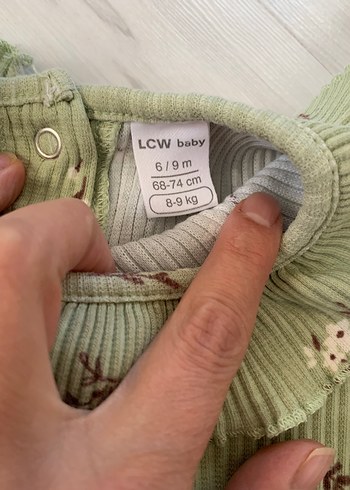 LCW baby
6 / 9 m
68-74 cm
8-9 kg